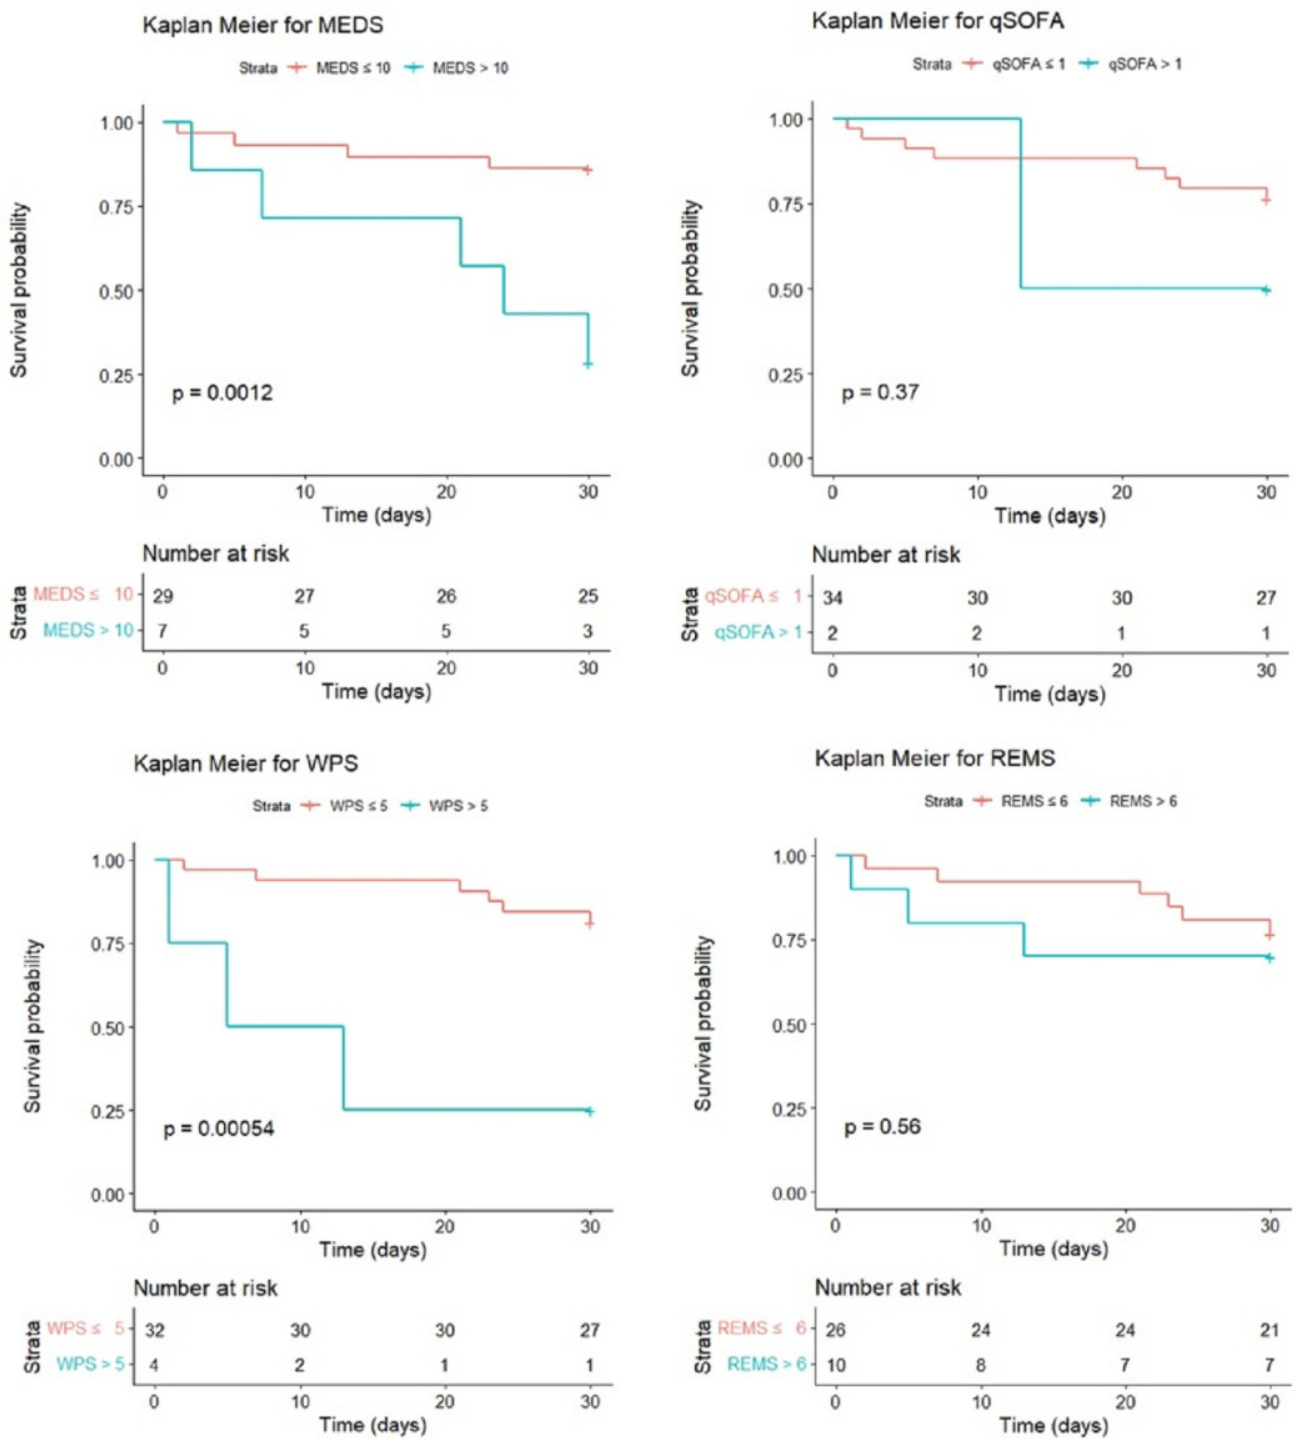 Kaplan Meier for MEDS
Strata MEDS ≤ 10 MEDS > 10
Survival probability
1.00
0.75
0.50
0.25
0.00
p = 0.0012
0 10 20 30
Time (days)
Number at risk
Strata
MEDS ≤ 10 29 27 26 25
MEDS > 10 7 5 5 3
0 10 20 30
Time (days)
Kaplan Meier for qSOFA
Strata qSOFA ≤ 1 qSOFA > 1
Survival probability
1.00
0.75
0.50
0.25
0.00
p = 0.37
0 10 20 30
Time (days)
Number at risk
Strata
qSOFA ≤ 1 34 30 30 27
qSOFA > 1 2 2 1 1
0 10 20 30
Time (days)
Kaplan Meier for WPS
Strata WPS ≤ 5 WPS > 5
Survival probability
1.00
0.75
0.50
0.25
0.00
p = 0.00054
0 10 20 30
Time (days)
Number at risk
Strata
WPS ≤ 5 32 30 30 27
WPS > 5 4 2 1 1
0 10 20 30
Time (days)
Kaplan Meier for REMS
Strata REMS ≤ 6 REMS > 6
Survival probability
1.00
0.75
0.50
0.25
0.00
p = 0.56
0 10 20 30
Time (days)
Number at risk
Strata
REMS ≤ 6 26 24 24 21
REMS > 6 10 8 7 7
0 10 20 30
Time (days)